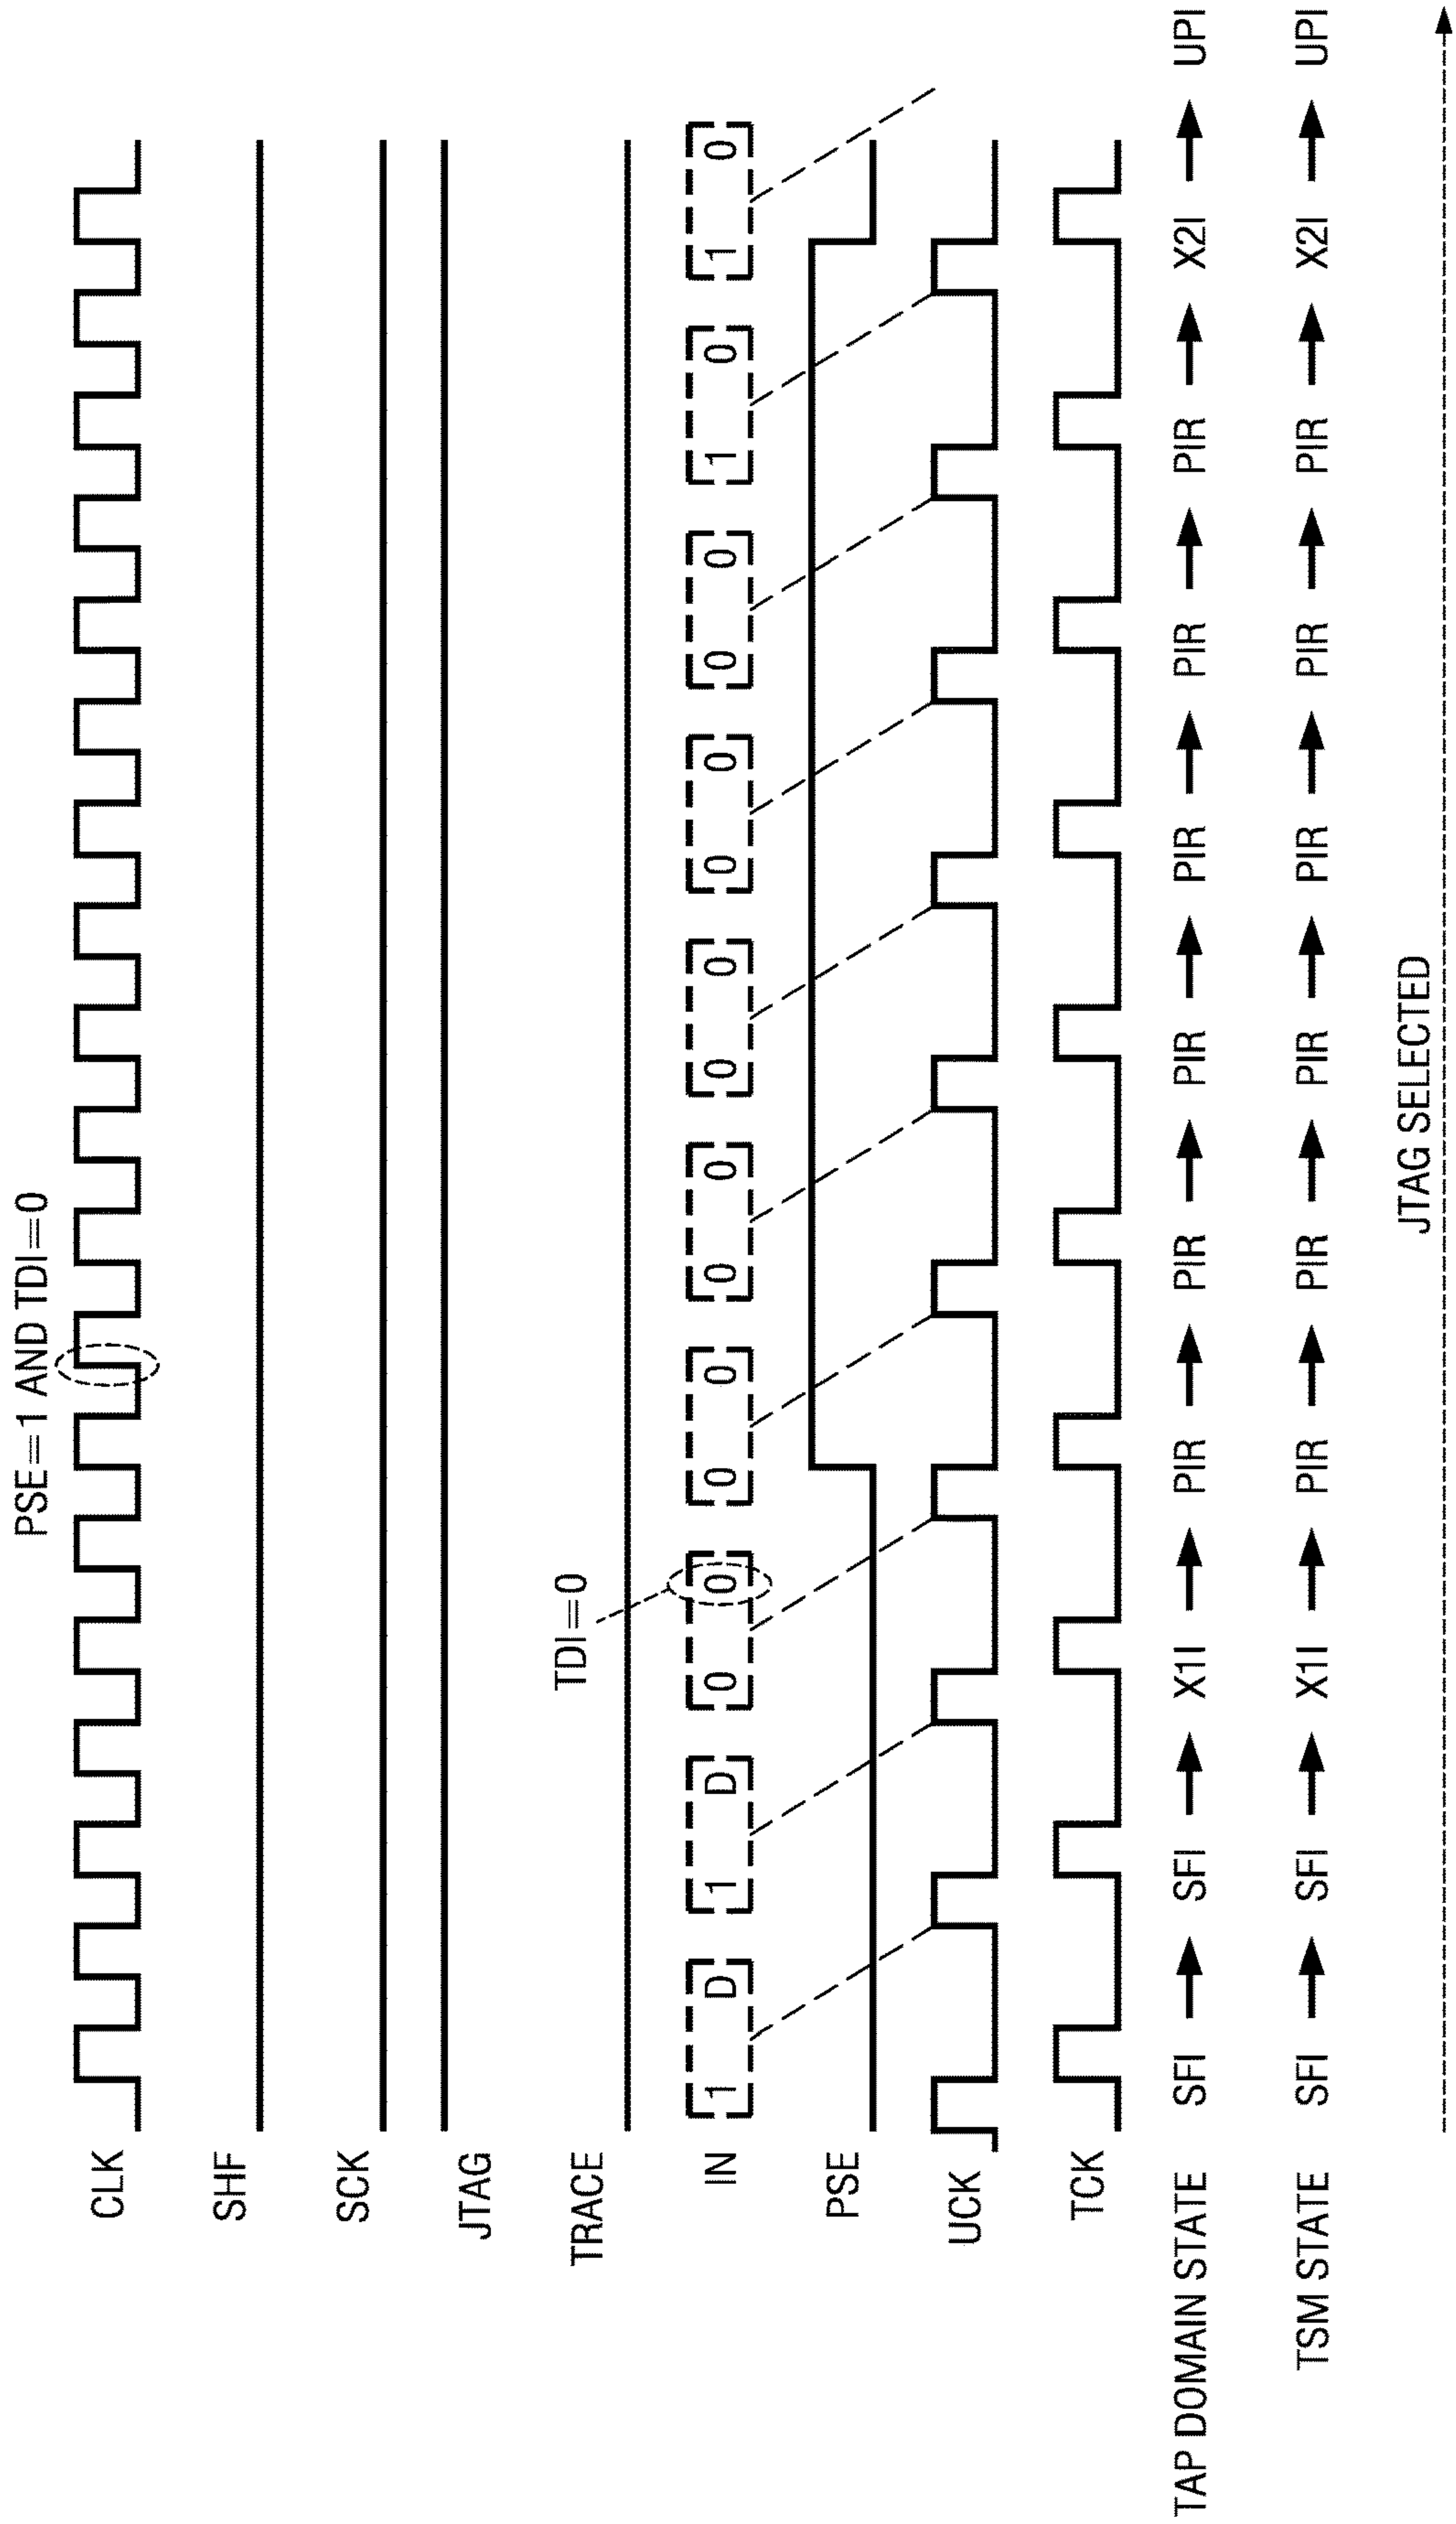 PSE=1 AND TDI=0
CLK
SHF
SCK
JTAG
TDI=0
TRACE
IN 1 D 1 D 0 0 0 0 0 0 0 0 0 0 0 0 1 0 1 0
PSE
UCK
TCK
TAP DOMAIN STATE SFI → SFI → X1I → PIR → PIR → PIR → PIR → PIR → PIR → X2I → UPI
TSM STATE SFI → SFI → X1I → PIR → PIR → PIR → PIR → PIR → PIR → X2I → UPI
JTAG SELECTED